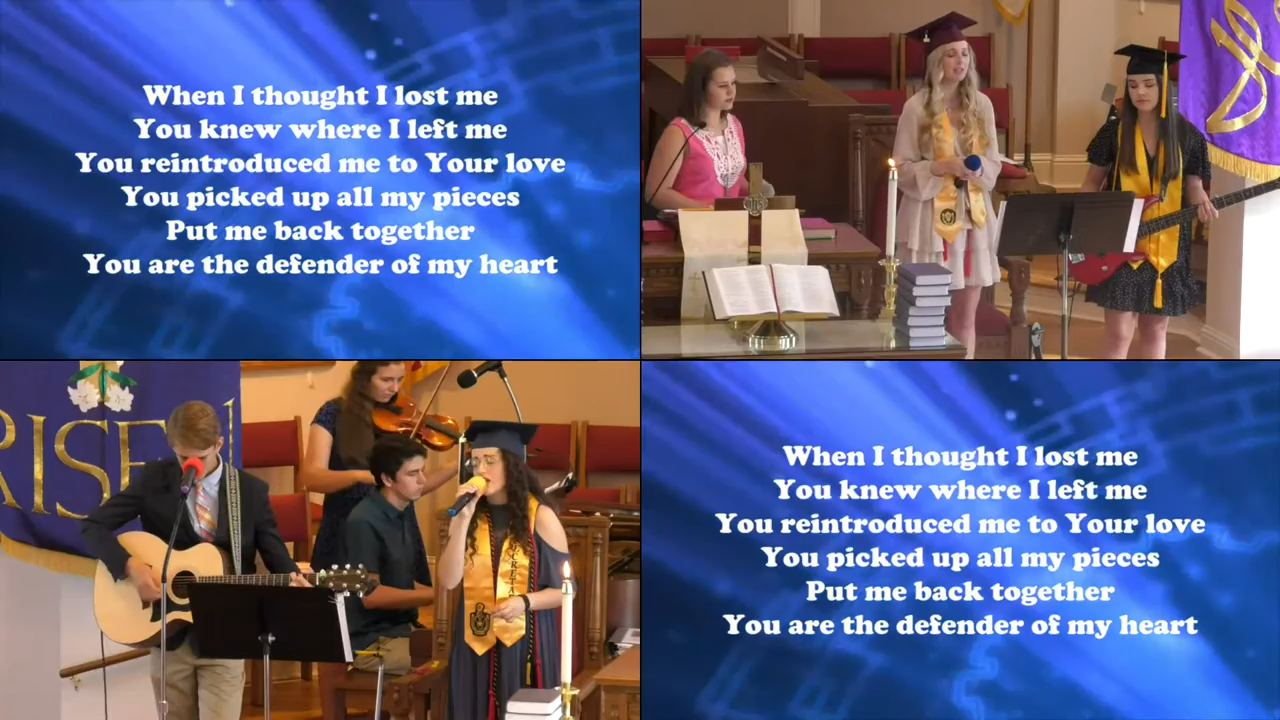 When I thought I lost me
You knew where I left me
You reintroduced me to Your love
You picked up all my pieces
Put me back together
You are the defender of my heart
IHS
RISEN
When I thought I lost me
You knew where I left me
You reintroduced me to Your love
You picked up all my pieces
Put me back together
You are the defender of my heart